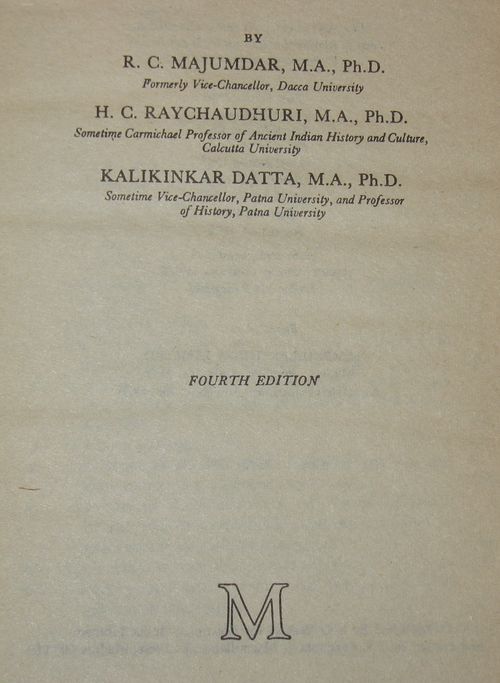 BY
R. C. MAJUMDAR, M.A., Ph.D.
Formerly Vice-Chancellor, Dacca University
H. C. RAYCHAUDHURI, M.A., Ph.D.
Sometime Carmichael Professor of Ancient Indian History and Culture,
Calcutta University
KALIKINKAR DATTA, M.A., Ph.D.
Sometime Vice-Chancellor, Patna University, and Professor
of History, Patna University
FOURTH EDITION
M